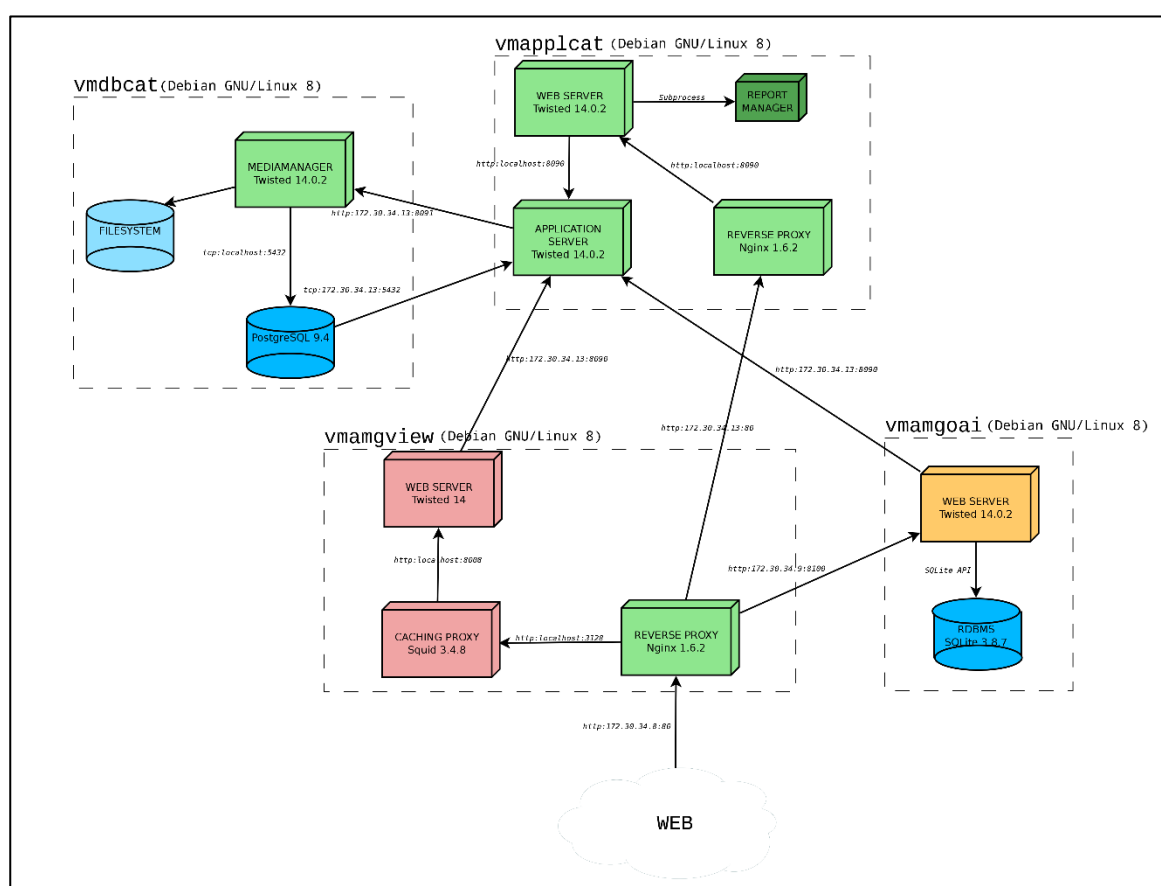 vmapplcat (Debian GNU/Linux 8)
WEB SERVER
Twisted 14.0.2
Subprocess
REPORT
MANAGER
http:localhost:8090
http:localhost:8090
APPLICATION
SERVER
Twisted 14.0.2
REVERSE PROXY
Nginx 1.6.2
vmdbcat (Debian GNU/Linux 8)
MEDIAMANAGER
Twisted 14.0.2
FILESYSTEM
http:172.30.34.13:8091
tcp:localhost:5432
tcp:172.30.34.13:5432
PostgreSQL 9.4
http:172.30.34.13:8090
http:172.30.34.13:8090
http:172.30.34.13:80
vmamgview (Debian GNU/Linux 8)
WEB SERVER
Twisted 14
http:localhost:8008
CACHING PROXY
Squid 3.4.8
http:localhost:3128
REVERSE PROXY
Nginx 1.6.2
http:172.30.34.9:8100
vmamgoai (Debian GNU/Linux 8)
WEB SERVER
Twisted 14.0.2
SQLite API
RDBMS
SQLite 3.8.7
http:172.30.34.8:80
WEB